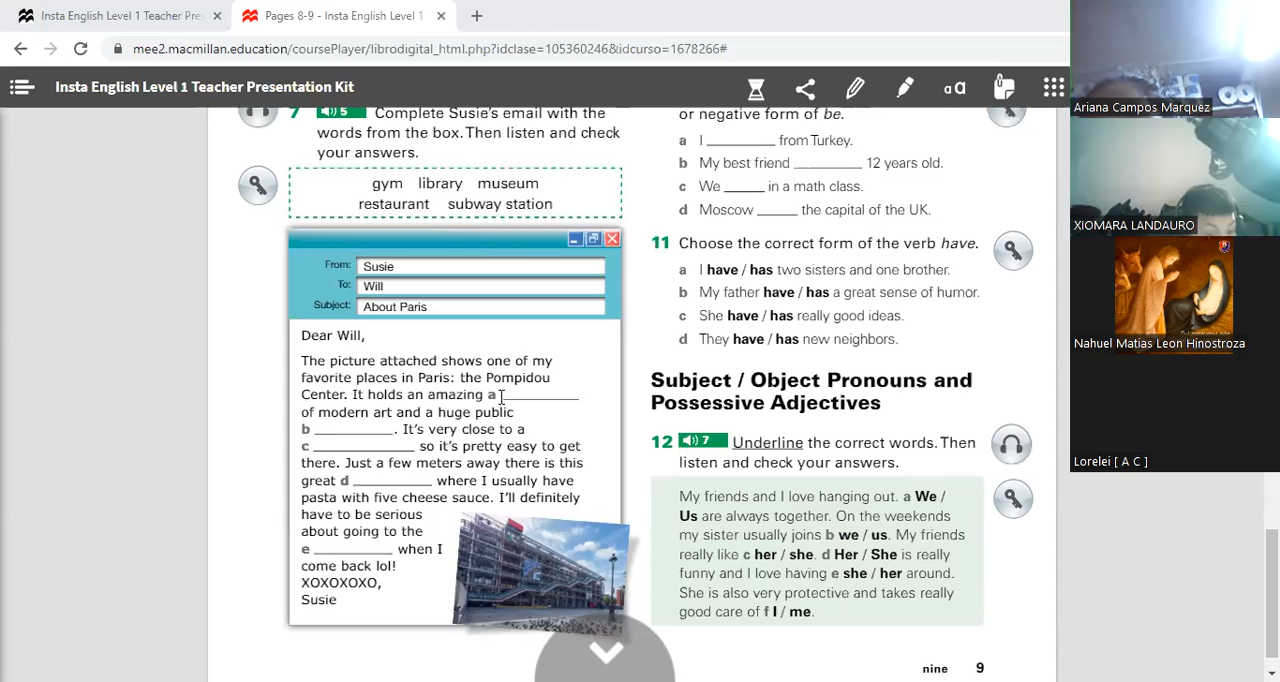 Insta English Level 1 Teacher Pres
Pages 8-9 - Insta English Level 1
mee2.macmillan.education/coursePlayer/librodigital_html.php?idclase=105360246&idcurso=1678266#
Insta English Level 1 Teacher Presentation Kit
aa
7 5 Complete Susie's email with the
words from the box. Then listen and check
your answers.
gym library museum
restaurant subway station
From: Susie
To: Will
Subject: About Paris
Dear Will,
The picture attached shows one of my
favorite places in Paris: the Pompidou
Center. It holds an amazing a __________
of modern art and a huge public
b __________. It's very close to a
c __________ so it's pretty easy to get
there. Just a few meters away there is this
great d __________ where I usually have
pasta with five cheese sauce. I'll definitely
have to be serious
about going to the
e __________ when I
come back lol!
XOXOXOXO,
Susie
or negative form of be.
a I __________ from Turkey.
b My best friend __________ 12 years old.
c We ______ in a math class.
d Moscow ______ the capital of the UK.
11 Choose the correct form of the verb have.
a I have / has two sisters and one brother.
b My father have / has a great sense of humor.
c She have / has really good ideas.
d They have / has new neighbors.
Subject / Object Pronouns and
Possessive Adjectives
12 7 Underline the correct words. Then
listen and check your answers.
My friends and I love hanging out. a We /
Us are always together. On the weekends
my sister usually joins b we / us. My friends
really like c her / she. d Her / She is really
funny and I love having e she / her around.
She is also very protective and takes really
good care of f I / me.
nine 9
Ariana Campos Marquez
XIOMARA LANDAURO
Nahuel Matias Leon Hinostroza
Lorelei [ A C ]